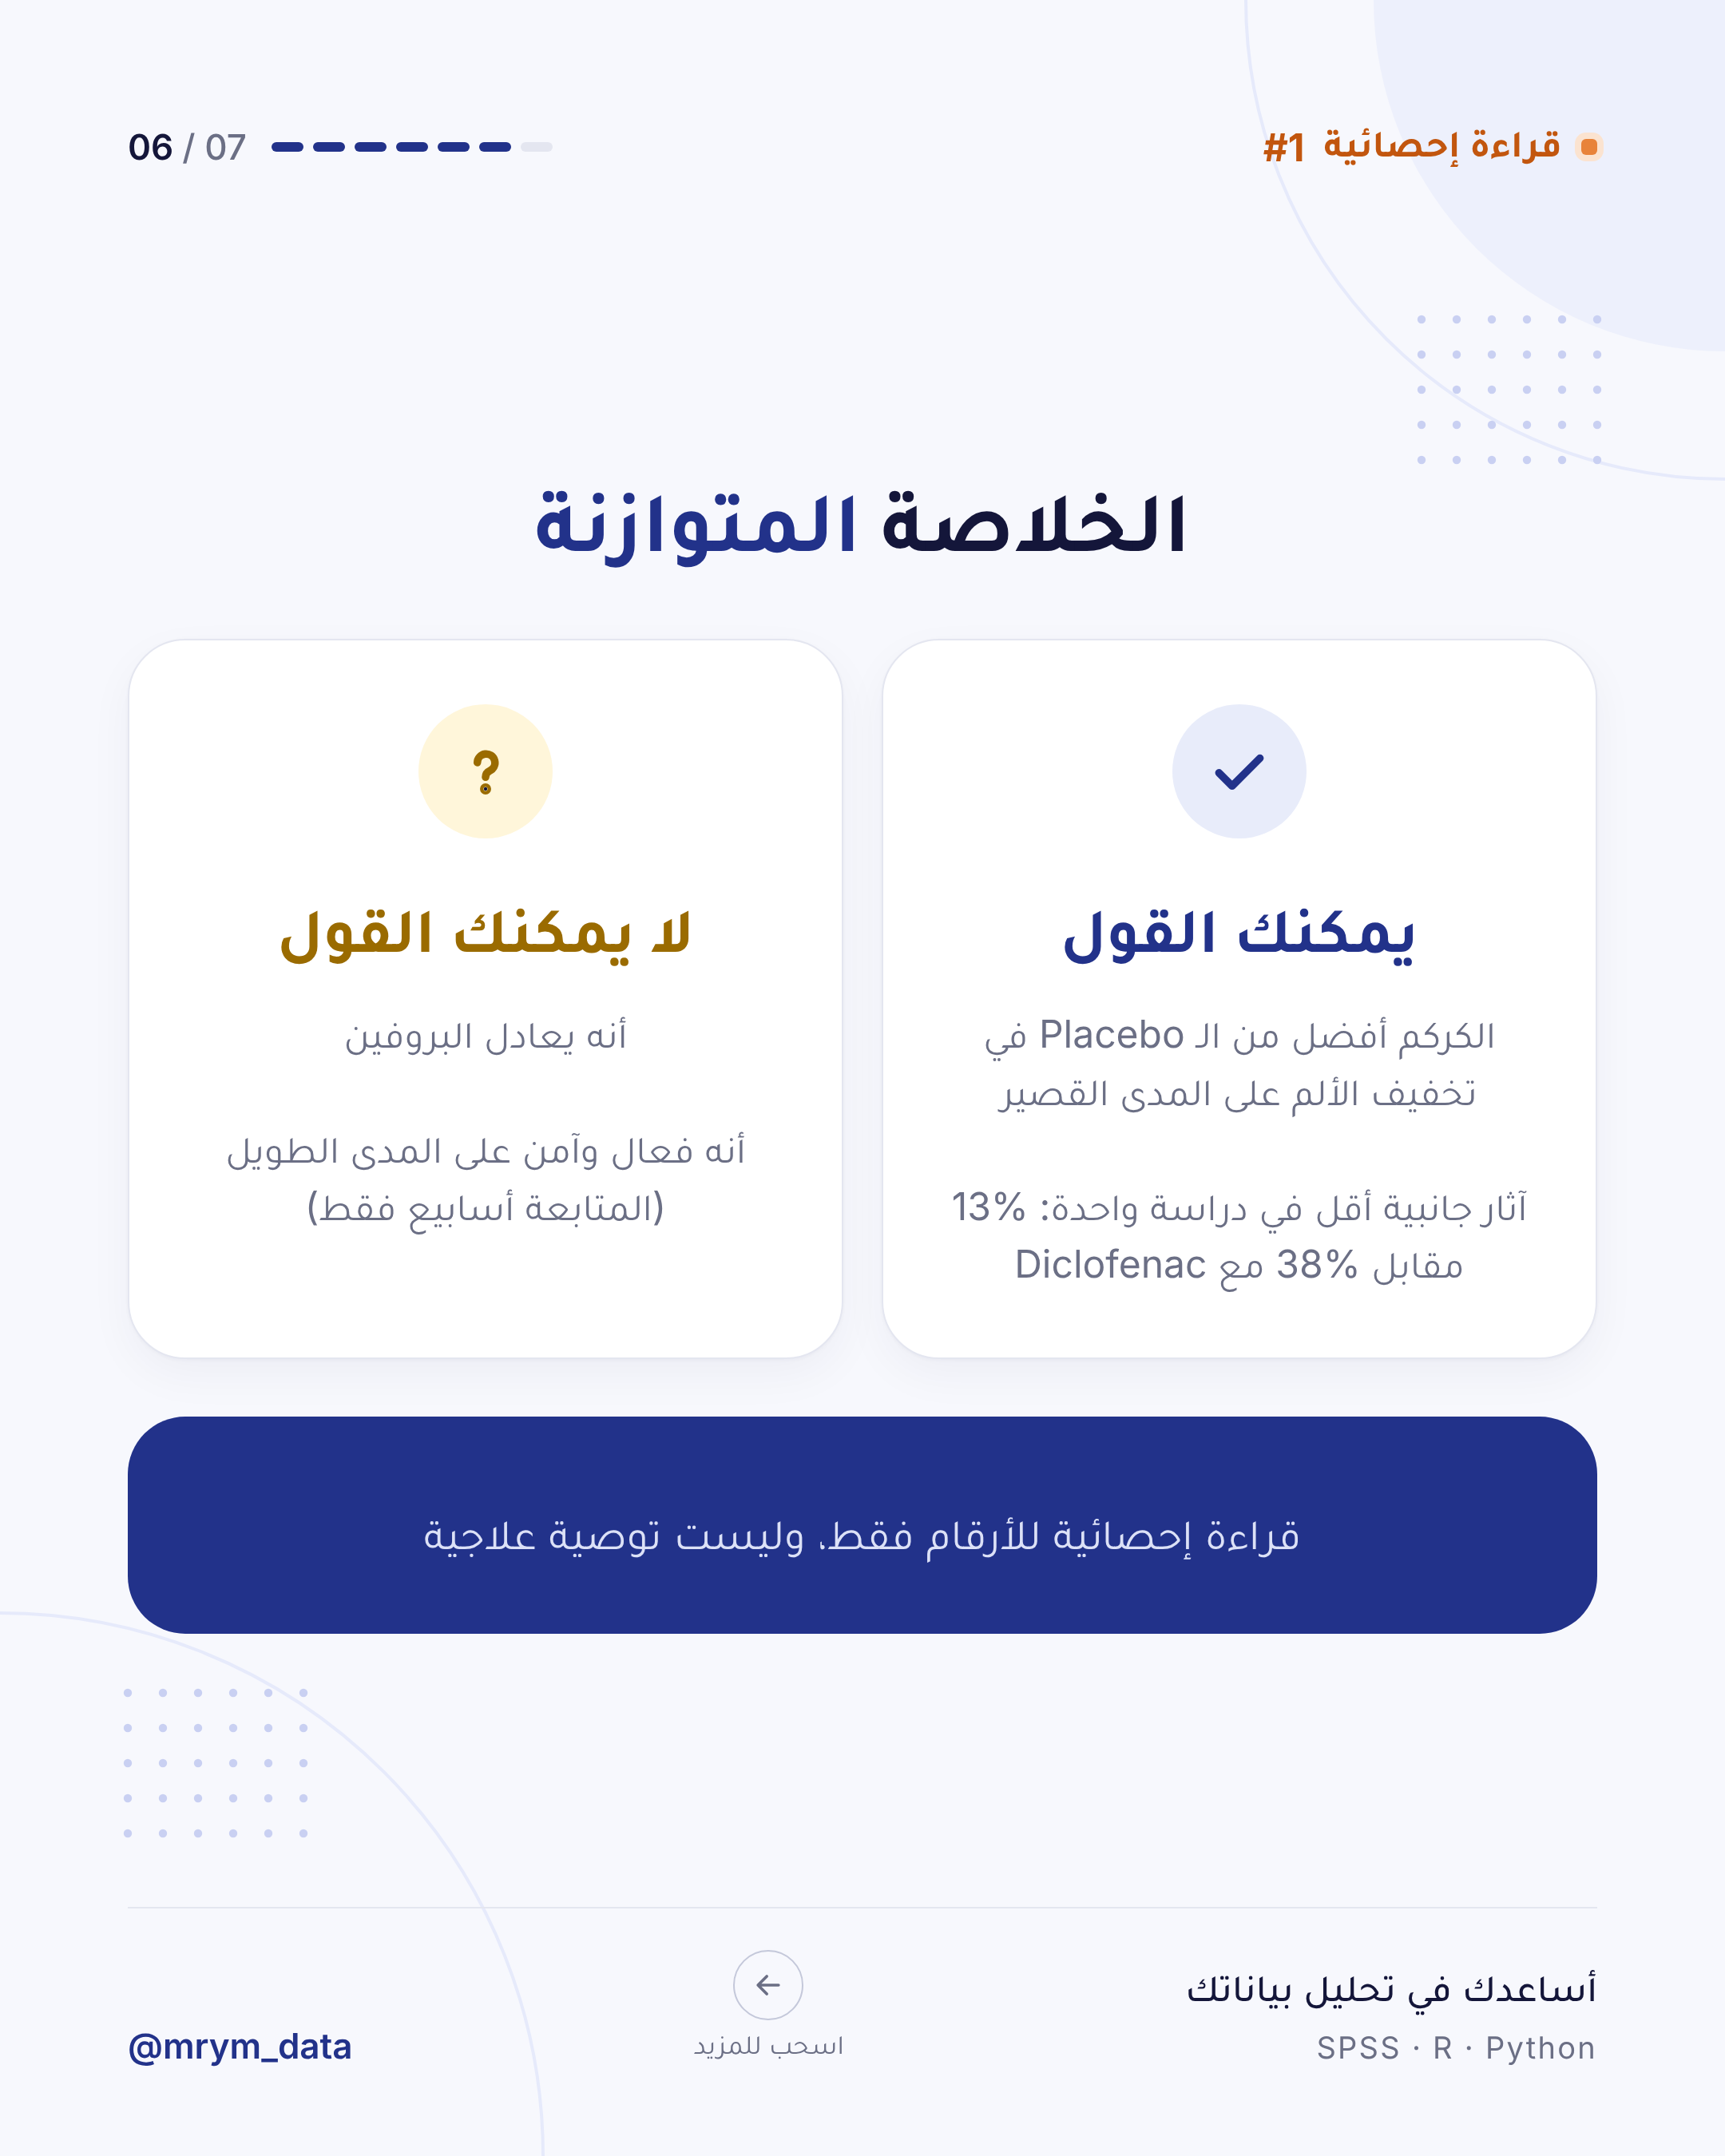 قراءة إحصائية #1
06 / 07
الخلاصة المتوازنة
يمكنك القول
الكركم أفضل من الـ Placebo في
تخفيف الألم على المدى القصير
آثار جانبية أقل في دراسة واحدة: 13%
مقابل 38% مع Diclofenac
?
لا يمكنك القول
أنه يعادل البروفين
أنه فعال وآمن على المدى الطويل
(المتابعة أسابيع فقط)
قراءة إحصائية للأرقام فقط، وليست توصية علاجية
أساعدك في تحليل بياناتك
SPSS · R · Python
اسحب للمزيد
@mrym_data